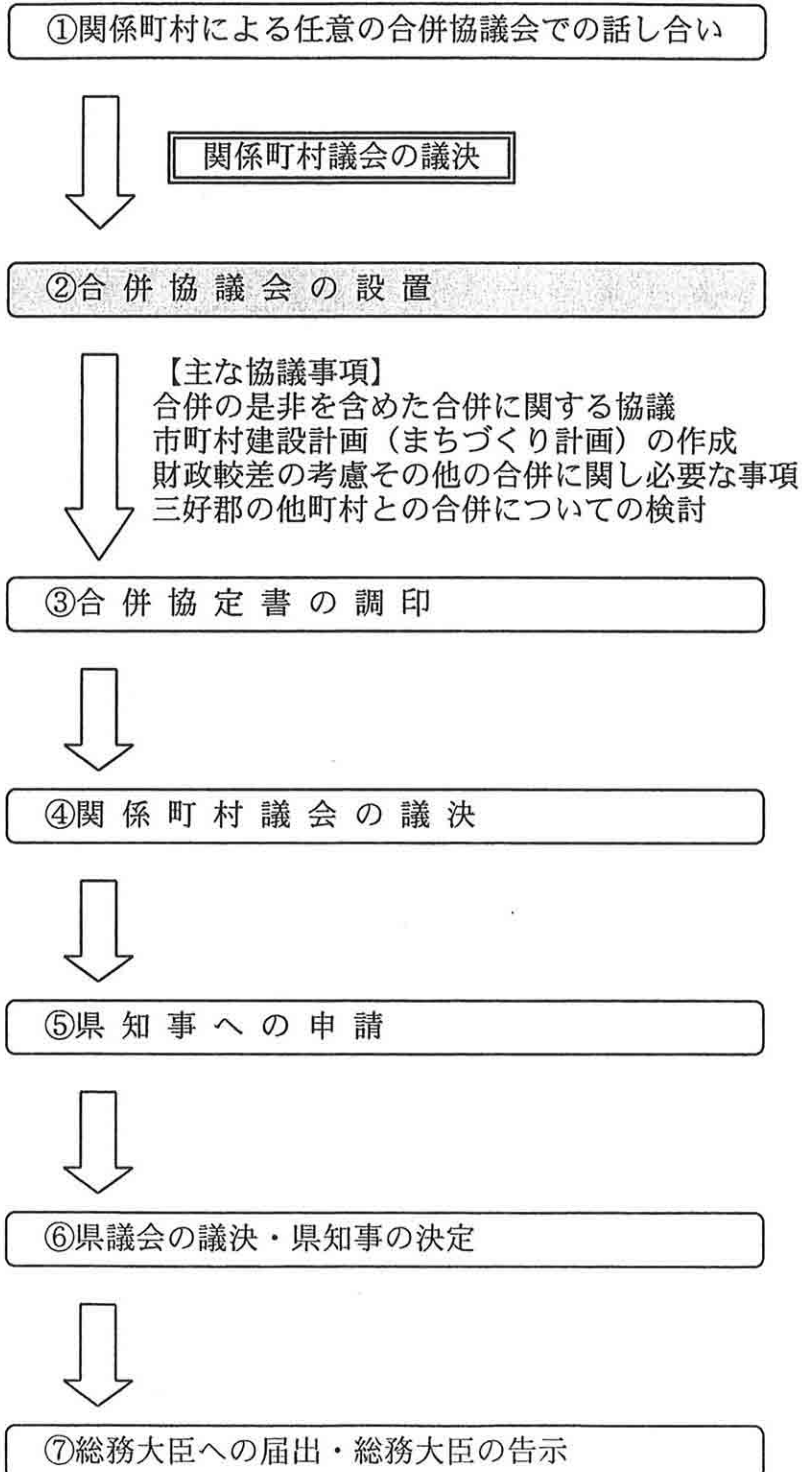 ①関係町村による任意の合併協議会での話し合い
関係町村議会の議決
②合併協議会の設置
【主な協議事項】
合併の是非を含めた合併に関する協議
市町村建設計画(まちづくり計画)の作成
財政較差の考慮その他の合併に関し必要な事項
三好郡の他町村との合併についての検討
③合併協定書の調印
④関係町村議会の議決
⑤県知事への申請
⑥県議会の議決・県知事の決定
⑦総務大臣への届出・総務大臣の告示